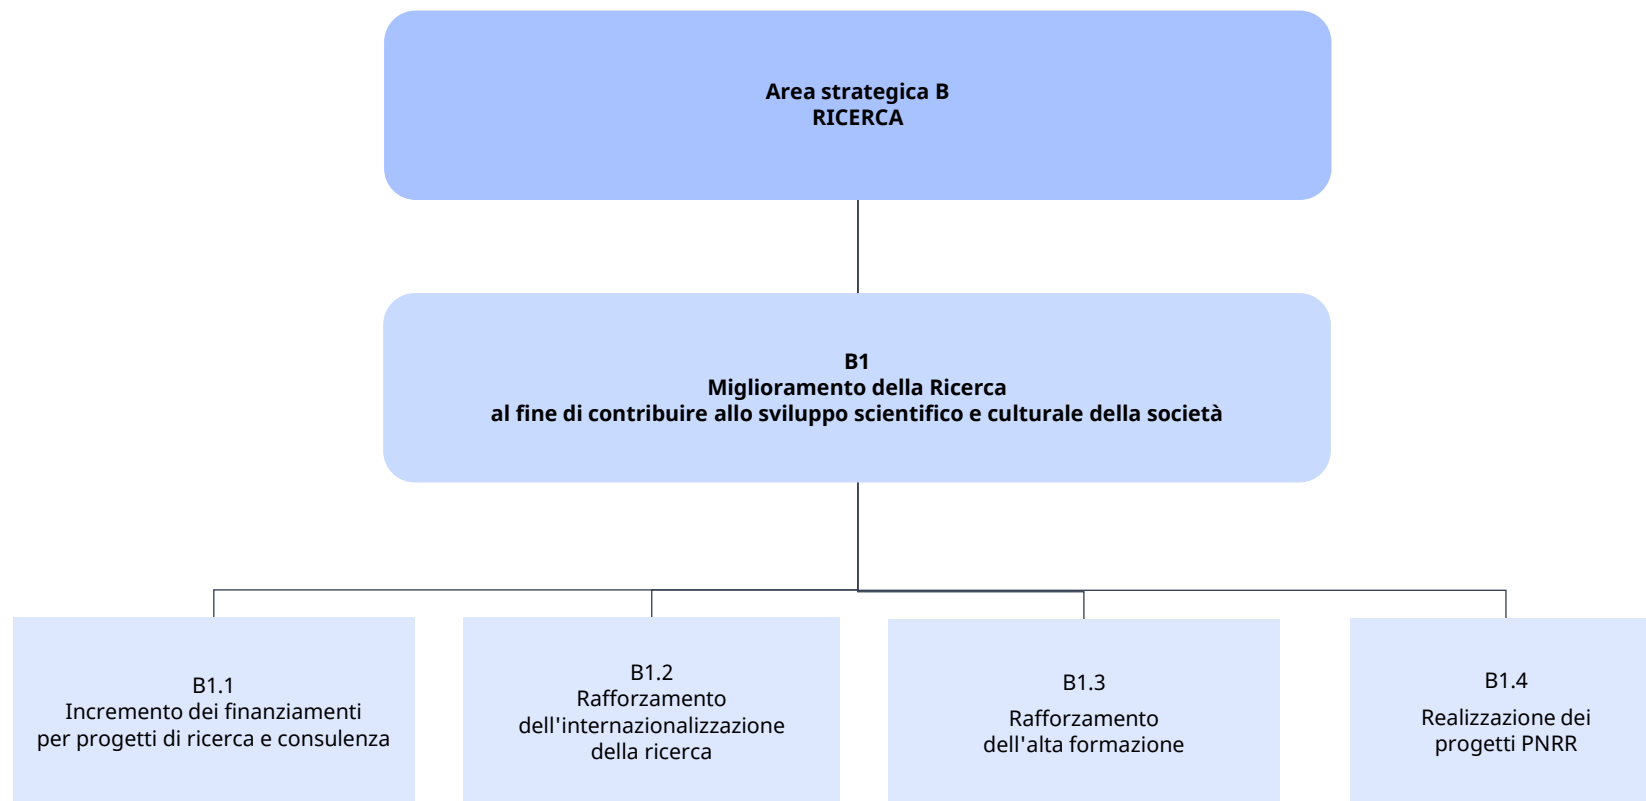 Area strategica B
RICERCA
B1
Miglioramento della Ricerca
al fine di contribuire allo sviluppo scientifico e culturale della società
B1.1
Incremento dei finanziamenti
per progetti di ricerca e consulenza
B1.2
Rafforzamento
dell'internazionalizzazione
della ricerca
B1.3
Rafforzamento
dell'alta formazione
B1.4
Realizzazione dei
progetti PNRR